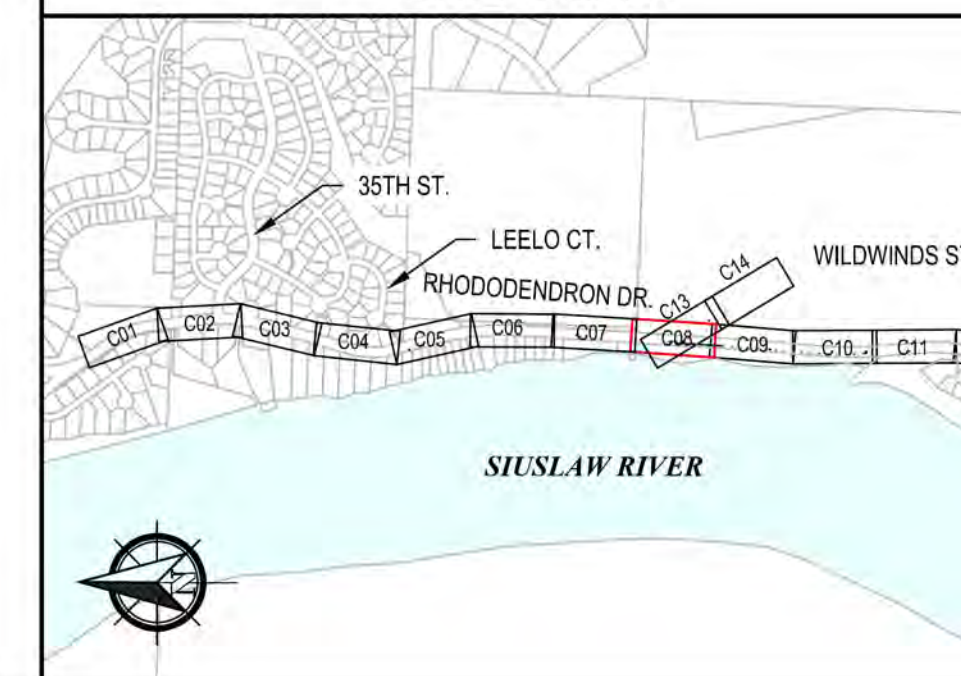 35TH ST.
LEELO CT.
RHODODENDRON DR.
WILDWINDS ST
C14
C13
C01
C02
C03
C04
C05
C06
C07
C08
C09
C10
C11
SIUSLAW RIVER
N